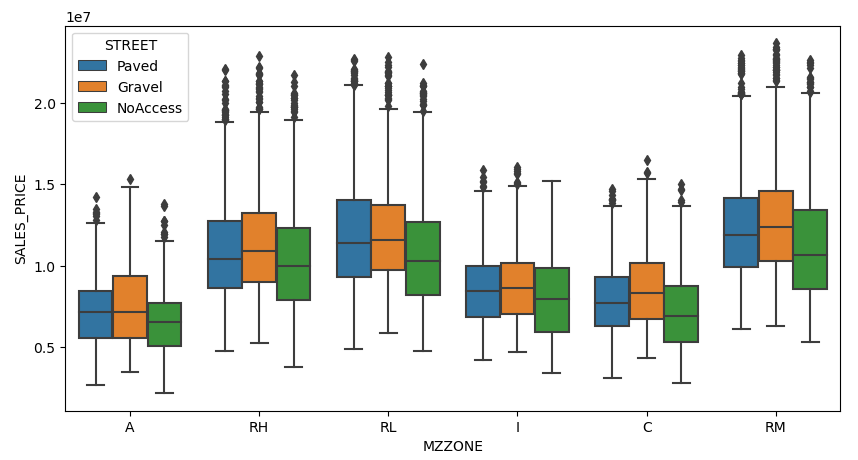 1e7
STREET
Paved
Gravel
NoAccess
2.0
1.5
1.0
0.5
SALES_PRICE
A RH RL I C RM
MZZONE